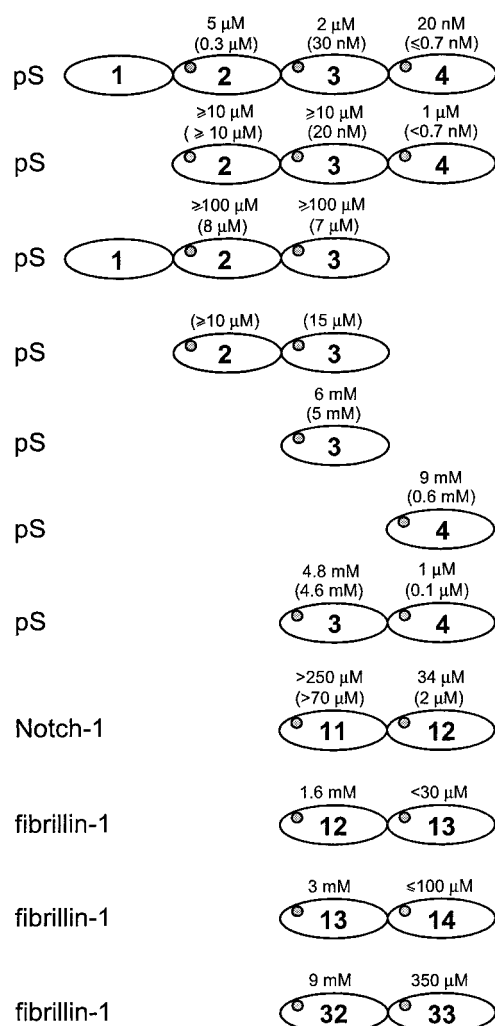 5 μM 2 μM 20 nM
(0.3 μM) (30 nM) (≤0.7 nM)
pS 1 2 3 4
≥10 μM ≥10 μM 1 μM
( ≥ 10 μM) (20 nM) (<0.7 nM)
pS 2 3 4
≥100 μM ≥100 μM
(8 μM) (7 μM)
pS 1 2 3
(≥10 μM) (15 μM)
pS 2 3
6 mM
(5 mM)
pS 3
9 mM
(0.6 mM)
pS 4
4.8 mM 1 μM
(4.6 mM) (0.1 μM)
pS 3 4
>250 μM 34 μM
(>70 μM) (2 μM)
Notch-1 11 12
1.6 mM <30 μM
fibrillin-1 12 13
3 mM ≤100 μM
fibrillin-1 13 14
9 mM 350 μM
fibrillin-1 32 33